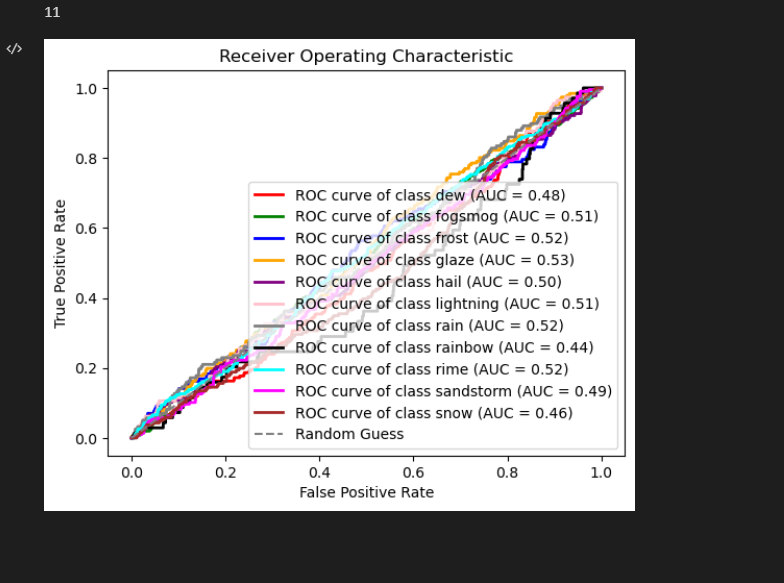 11
</>
Receiver Operating Characteristic
True Positive Rate
1.0
0.8
0.6
0.4
0.2
0.0
ROC curve of class dew (AUC = 0.48)
ROC curve of class fogsmog (AUC = 0.51)
ROC curve of class frost (AUC = 0.52)
ROC curve of class glaze (AUC = 0.53)
ROC curve of class hail (AUC = 0.50)
ROC curve of class lightning (AUC = 0.51)
ROC curve of class rain (AUC = 0.52)
ROC curve of class rainbow (AUC = 0.44)
ROC curve of class rime (AUC = 0.52)
ROC curve of class sandstorm (AUC = 0.49)
ROC curve of class snow (AUC = 0.46)
Random Guess
0.0 0.2 0.4 0.6 0.8 1.0
False Positive Rate